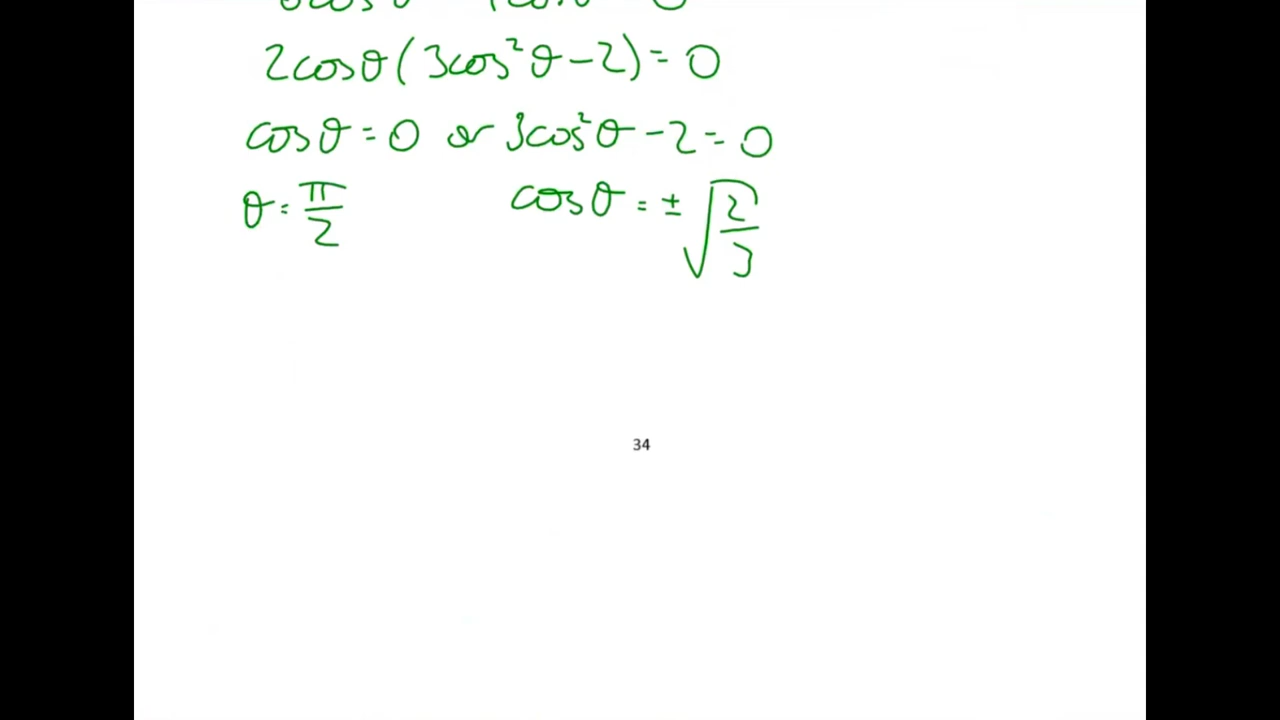 2cosθ(3cos²θ-2)=0
cosθ=0 or 3cos²θ-2=0
θ=π/2 cosθ=±√(2/3)
34